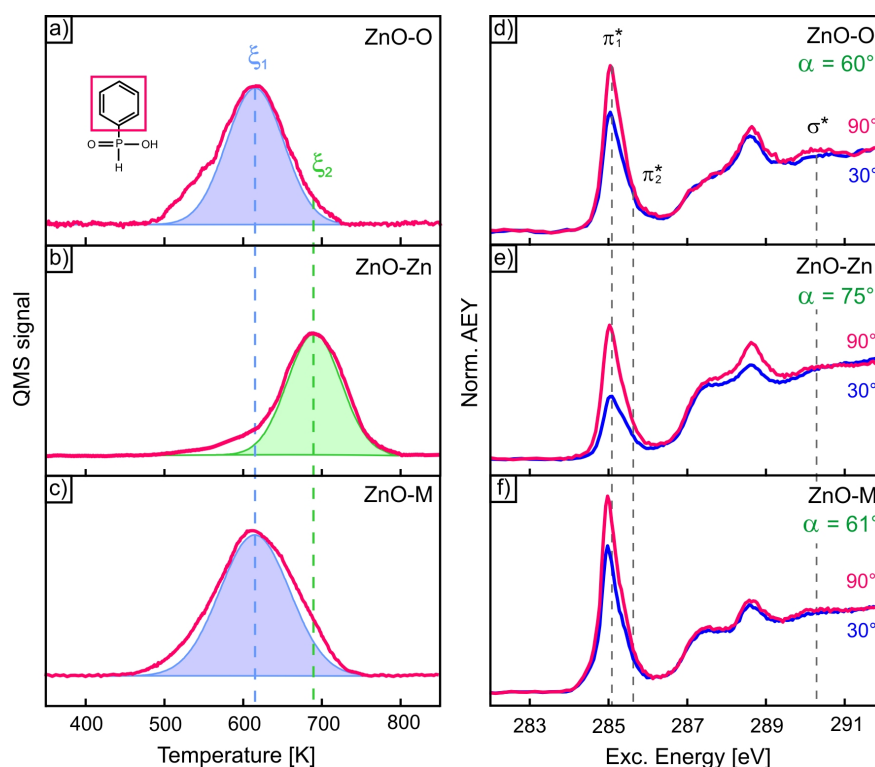 a)
ZnO-O
ξ1
ξ2
O
P
OH
H
b)
ZnO-Zn
c)
ZnO-M
QMS signal
400
500
600
700
800
Temperature [K]
d)
ZnO-O
π1*
α = 60°
π2*
σ*
90°
30°
e)
ZnO-Zn
α = 75°
90°
30°
f)
ZnO-M
α = 61°
90°
30°
Norm. AEY
283
285
287
289
291
Exc. Energy [eV]